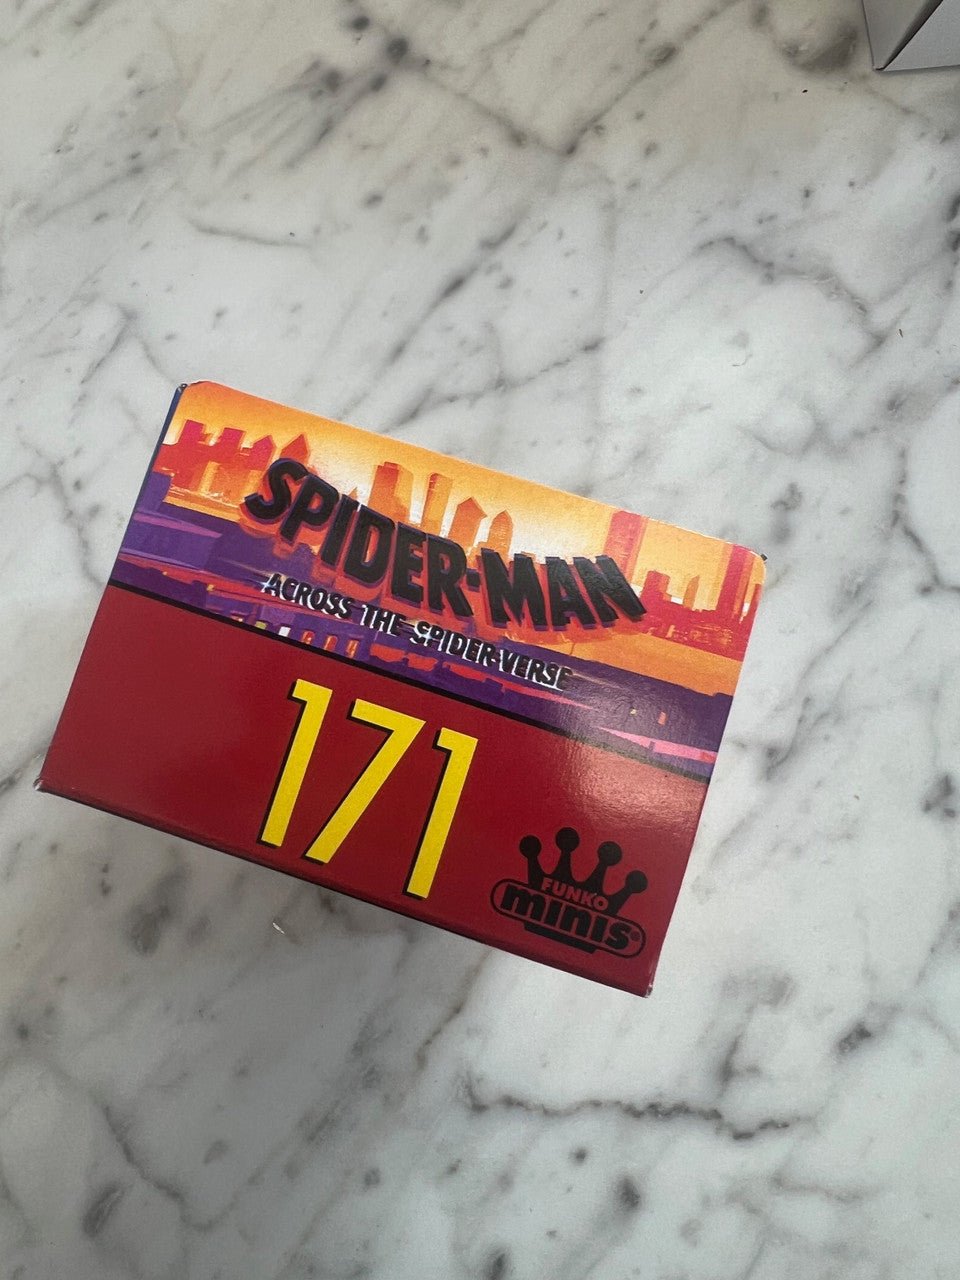 SPIDER-MAN
ACROSS THE SPIDER-VERSE
171
FUNKO
minis®